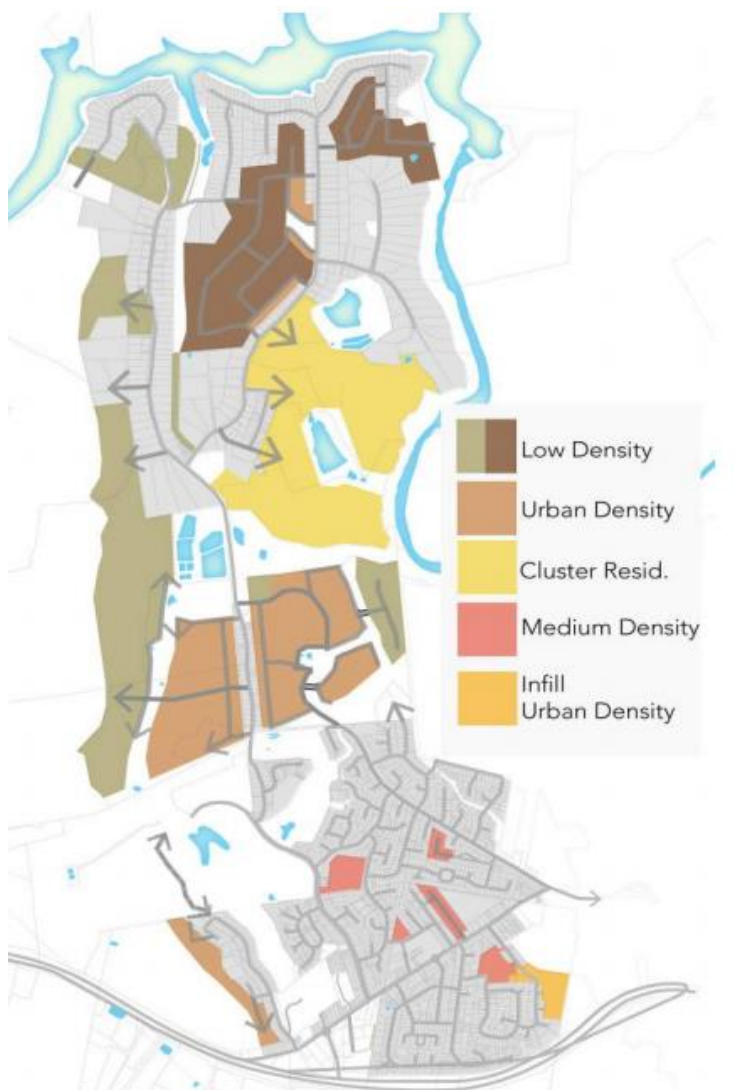 Low Density
Urban Density
Cluster Resid.
Medium Density
Infill
Urban Density